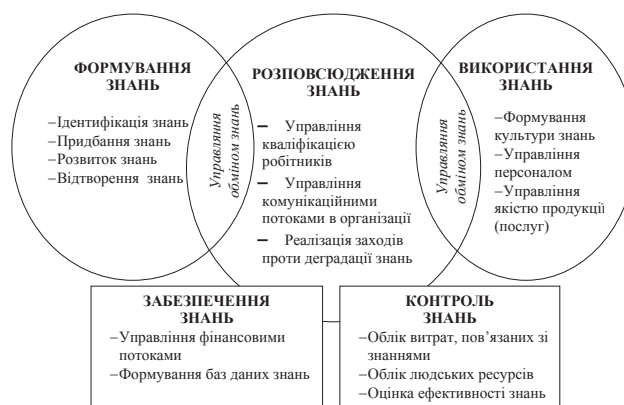 ФОРМУВАННЯ
ЗНАНЬ
–Ідентифікація знань
–Придбання знань
–Розвиток знань
–Відтворення знань
Управляння
обміном знань
РОЗПОВСЮДЖЕННЯ
ЗНАНЬ
– Управління
кваліфікацією
робітників
– Управління
комунікаційними
потоками в організації
– Реалізація заходів
проти деградації знань
Управляння
обміном знань
ВИКОРИСТАННЯ
ЗНАНЬ
–Формування
культури знань
–Управління
персоналом
–Управління
якістю продукції
(послуг)
ЗАБЕЗПЕЧЕННЯ
ЗНАНЬ
–Управління фінансовими
потоками
–Формування баз даних знань
КОНТРОЛЬ
ЗНАНЬ
–Облік витрат, пов’язаних зі
знаннями
–Облік людських ресурсів
–Оцінка ефективності знань